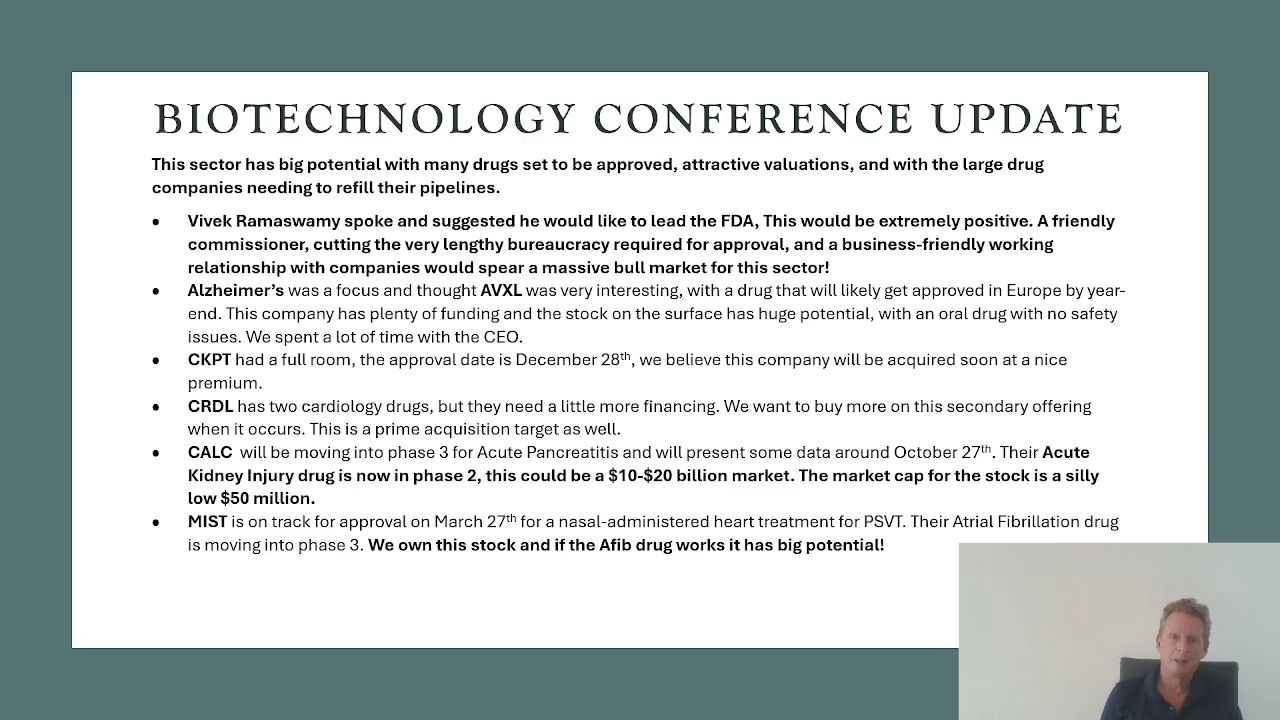 BIOTECHNOLOGY CONFERENCE UPDATE
This sector has big potential with many drugs set to be approved, attractive valuations, and with the large drug
companies needing to refill their pipelines.
• Vivek Ramaswamy spoke and suggested he would like to lead the FDA, This would be extremely positive. A friendly
commissioner, cutting the very lengthy bureaucracy required for approval, and a business-friendly working
relationship with companies would spear a massive bull market for this sector!
• Alzheimer's was a focus and thought AVXL was very interesting, with a drug that will likely get approved in Europe by year-
end. This company has plenty of funding and the stock on the surface has huge potential, with an oral drug with no safety
issues. We spent a lot of time with the CEO.
• CKPT had a full room, the approval date is December 28th, we believe this company will be acquired soon at a nice
premium.
• CRDL has two cardiology drugs, but they need a little more financing. We want to buy more on this secondary offering
when it occurs. This is a prime acquisition target as well.
• CALC will be moving into phase 3 for Acute Pancreatitis and will present some data around October 27th. Their Acute
Kidney Injury drug is now in phase 2, this could be a $10-$20 billion market. The market cap for the stock is a silly
low $50 million.
• MIST is on track for approval on March 27th for a nasal-administered heart treatment for PSVT. Their Atrial Fibrillation drug
is moving into phase 3. We own this stock and if the Afib drug works it has big potential!